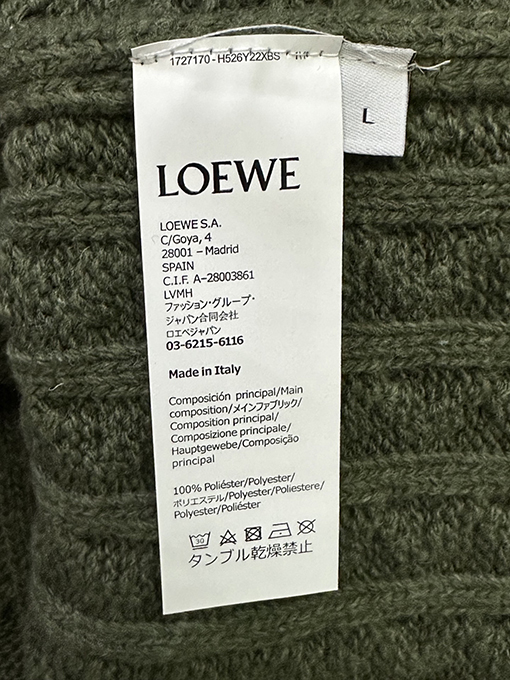 1727170-H526Y22XBS
L
LOEWE
LOEWE S.A.
C/Goya, 4
28001 – Madrid
SPAIN
C.I.F. A-28003861
LVMH
ファッション・グループ・
ジャパン合同会社
ロエベジャパン
03-6215-6116
Made in Italy
Composición principal/Main
composition/メインファブリック/
Composition principal/
Composizione principale/
Hauptgewebe/Composição
principal
100% Poliéster/Polyester/
ポリエステル/Polyester/Poliestere/
Polyester/Poliéster
30
タンブル乾燥禁止